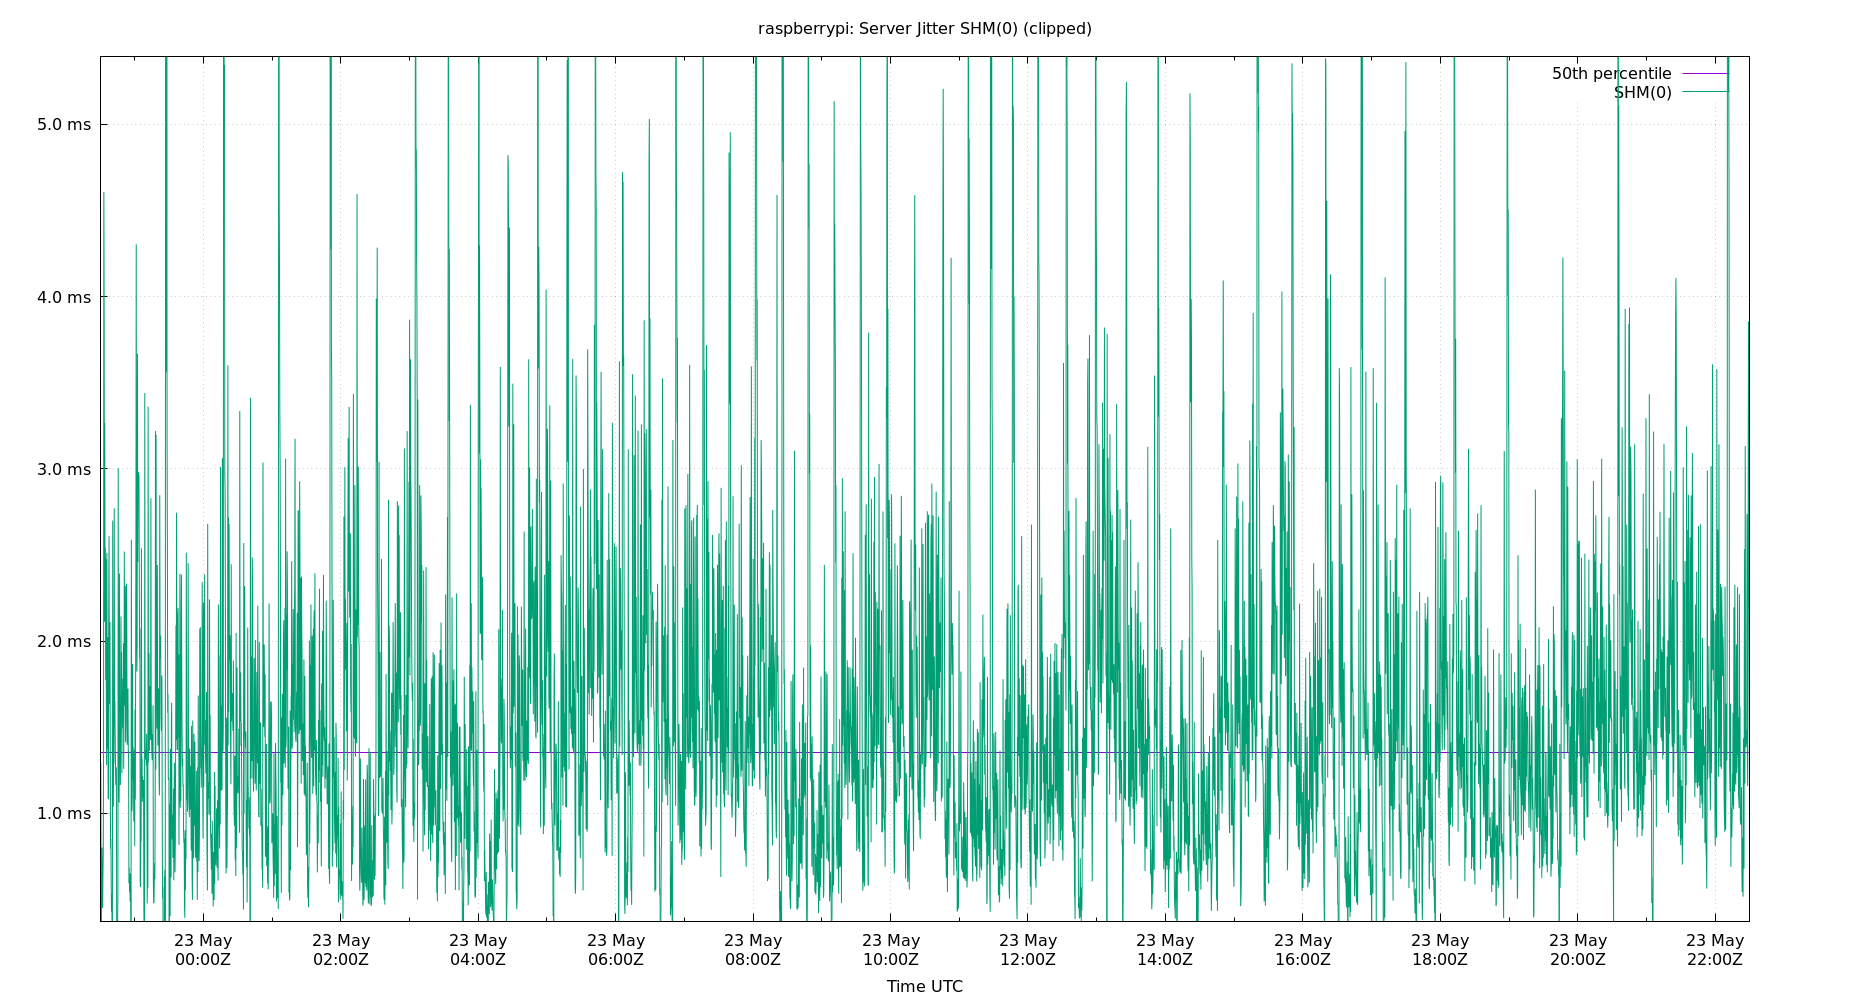 raspberrypi: Server Jitter SHM(0) (clipped)
50th percentile
SHM(0)
5.0 ms
4.0 ms
3.0 ms
2.0 ms
1.0 ms
23 May 23 May 23 May 23 May 23 May 23 May 23 May 23 May 23 May 23 May 23 May 23 May
00:00Z 02:00Z 04:00Z 06:00Z 08:00Z 10:00Z 12:00Z 14:00Z 16:00Z 18:00Z 20:00Z 22:00Z
Time UTC